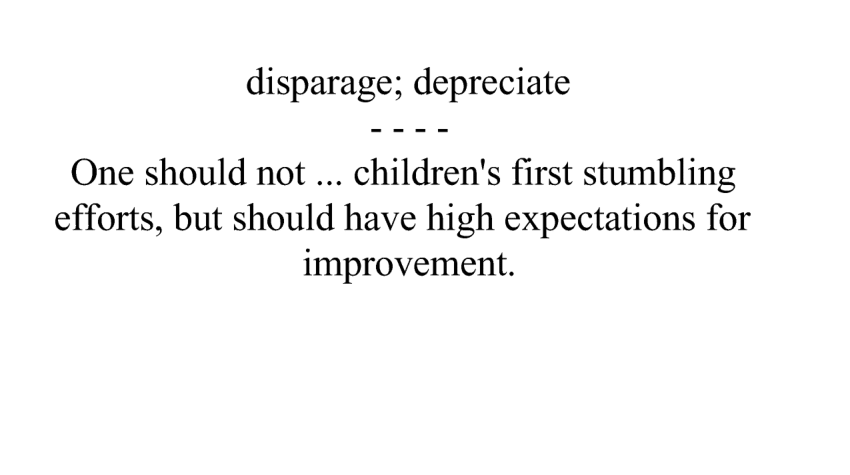 disparage; depreciate
- - - -
One should not ... children's first stumbling
efforts, but should have high expectations for
improvement.